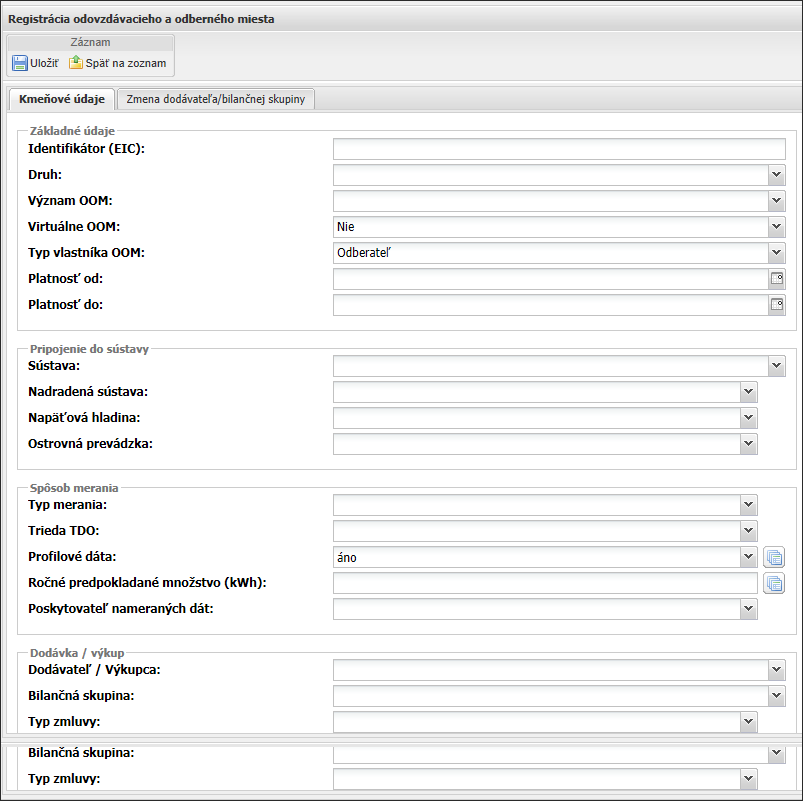 Registrácia odovzdávacieho a odberného miesta
Záznam
Uložiť Späť na zoznam
Kmeňové údaje Zmena dodávateľa/bilančnej skupiny
Základné údaje
Identifikátor (EIC):
Druh:
Význam OOM:
Virtuálne OOM: Nie
Typ vlastníka OOM: Odberateľ
Platnosť od:
Platnosť do:
Pripojenie do sústavy
Sústava:
Nadradená sústava:
Napäťová hladina:
Ostrovná prevádzka:
Spôsob merania
Typ merania:
Trieda TDO:
Profilové dáta: áno
Ročné predpokladané množstvo (kWh):
Poskytovateľ nameraných dát:
Dodávka / výkup
Dodávateľ / Výkupca:
Bilančná skupina:
Typ zmluvy:
Bilančná skupina:
Typ zmluvy: